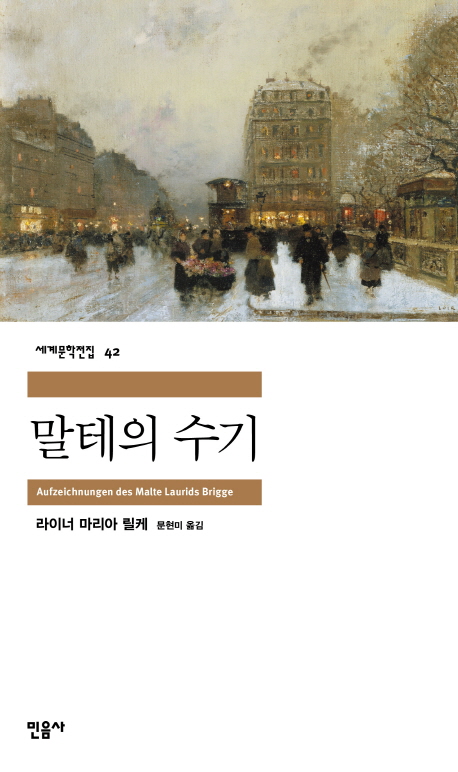 세계문학전집 42
말테의 수기
Aufzeichnungen des Malte Laurids Brigge
라이너 마리아 릴케 문현미 옮김
민음사